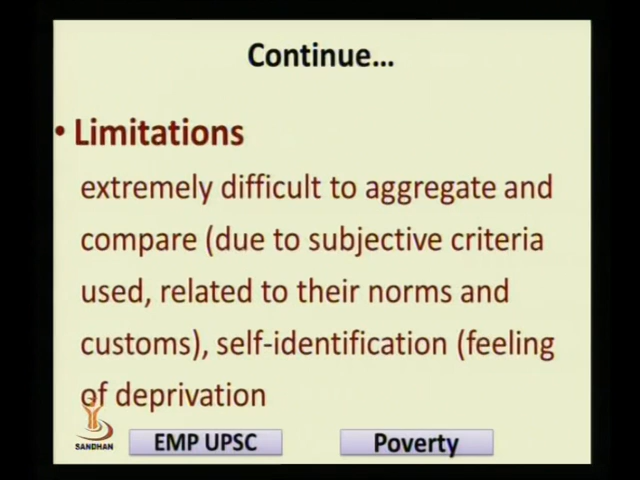 Continue...
• Limitations
extremely difficult to aggregate and
compare (due to subjective criteria
used, related to their norms and
customs), self-identification (feeling
of deprivation
SANDHAN
EMP UPSC
Poverty